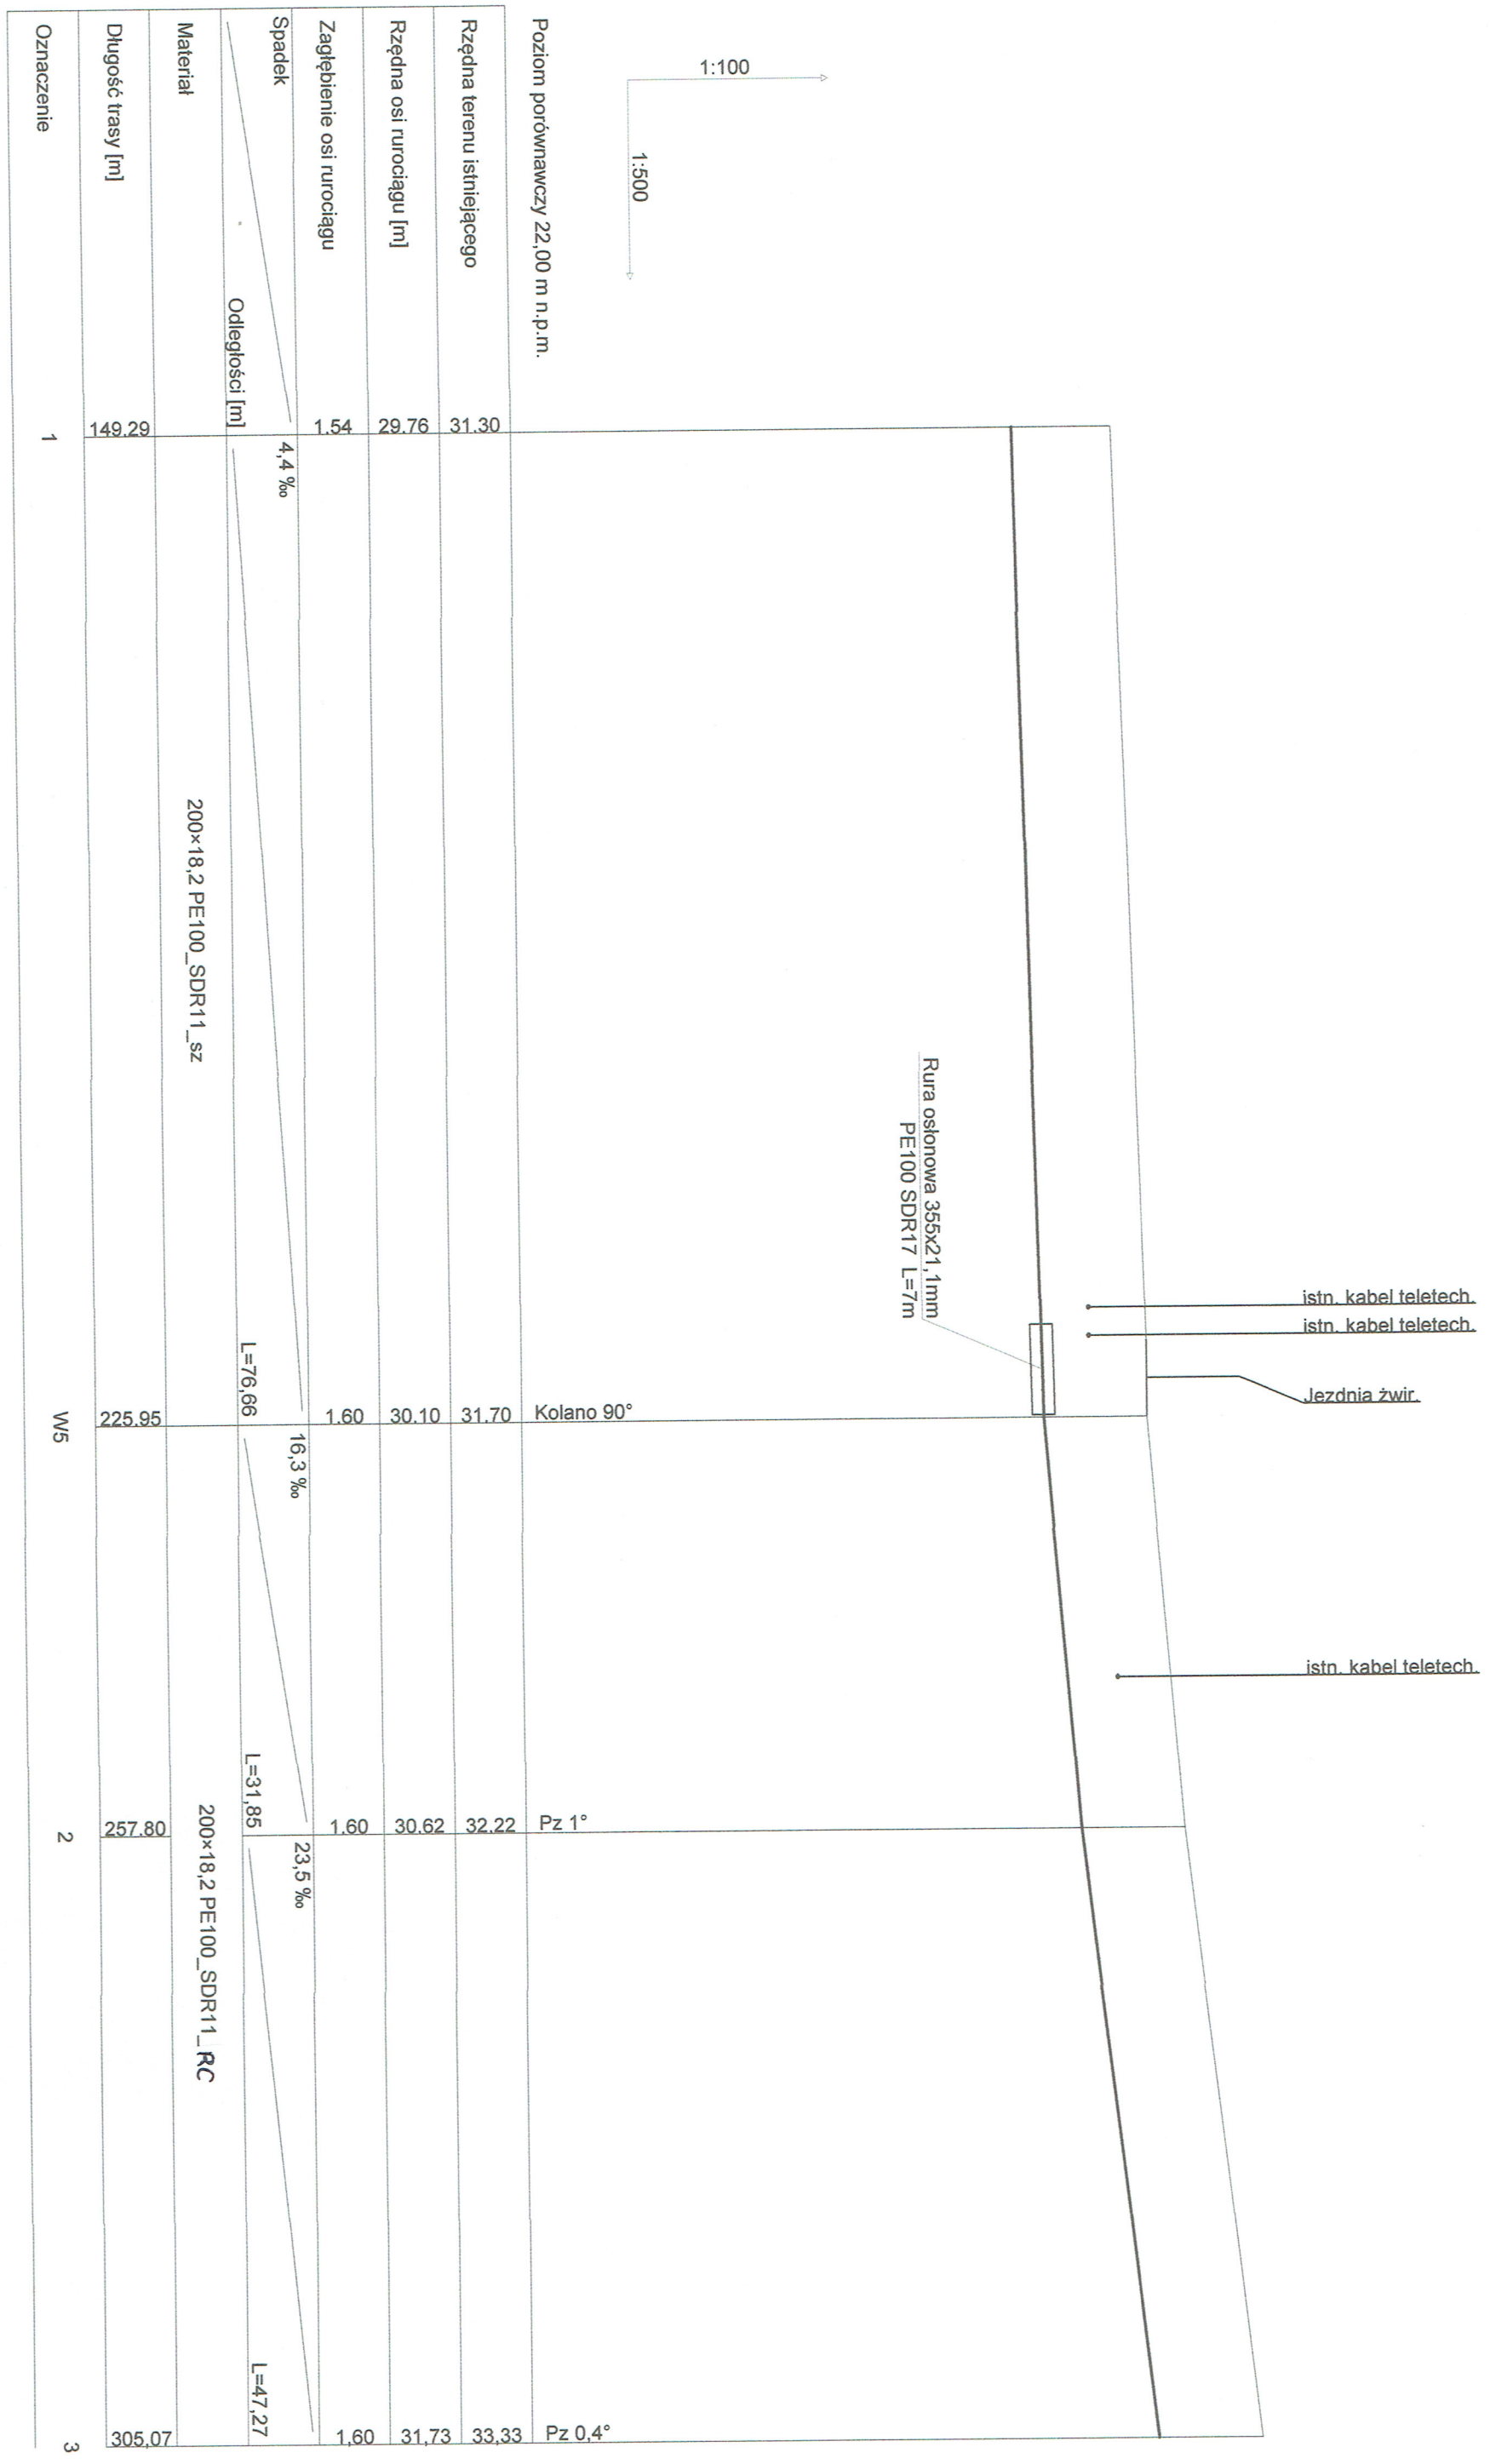 istn. kabel teletech.
istn. kabel teletech.
Jezdnia żwir.
istn. kabel teletech.
1:100
1:500
Rura osłonowa 355x21,1mm
PE100 SDR17 L=7m
Poziom porównawczy 22,00 m n.p.m.
Kolano 90°
Pz 1°
Pz 0,4°
Rzędna terenu istniejącego
31.30
31.70
32.22
33,33
Rzędna osi rurociągu [m]
29.76
30.10
30.62
31,73
Zagłębienie osi rurociągu
1.54
1.60
1.60
1,60
Spadek
4,4 ‰
16,3 ‰
23,5 ‰
Odległości [m]
L=76,66
L=31,85
L=47,27
Materiał
200×18,2 PE100_SDR11_sz
200×18,2 PE100_SDR11_RC
Długość trasy [m]
149.29
225.95
257.80
305,07
Oznaczenie
1
W5
2
3